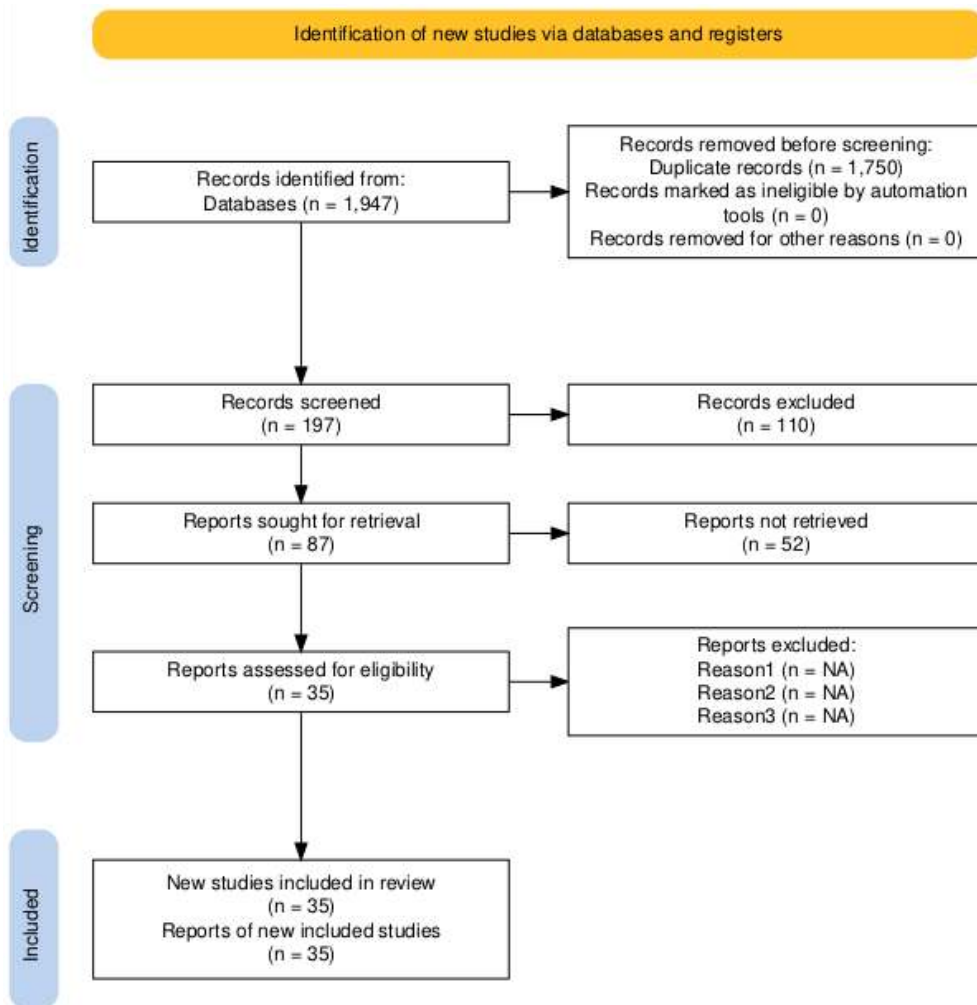 Identification of new studies via databases and registers
Identification
Records identified from:
Databases (n = 1,947)
Records removed before screening:
Duplicate records (n = 1,750)
Records marked as ineligible by automation
tools (n = 0)
Records removed for other reasons (n = 0)
Screening
Records screened
(n = 197)
Records excluded
(n = 110)
Reports sought for retrieval
(n = 87)
Reports not retrieved
(n = 52)
Reports assessed for eligibility
(n = 35)
Reports excluded:
Reason1 (n = NA)
Reason2 (n = NA)
Reason3 (n = NA)
Included
New studies included in review
(n = 35)
Reports of new included studies
(n = 35)